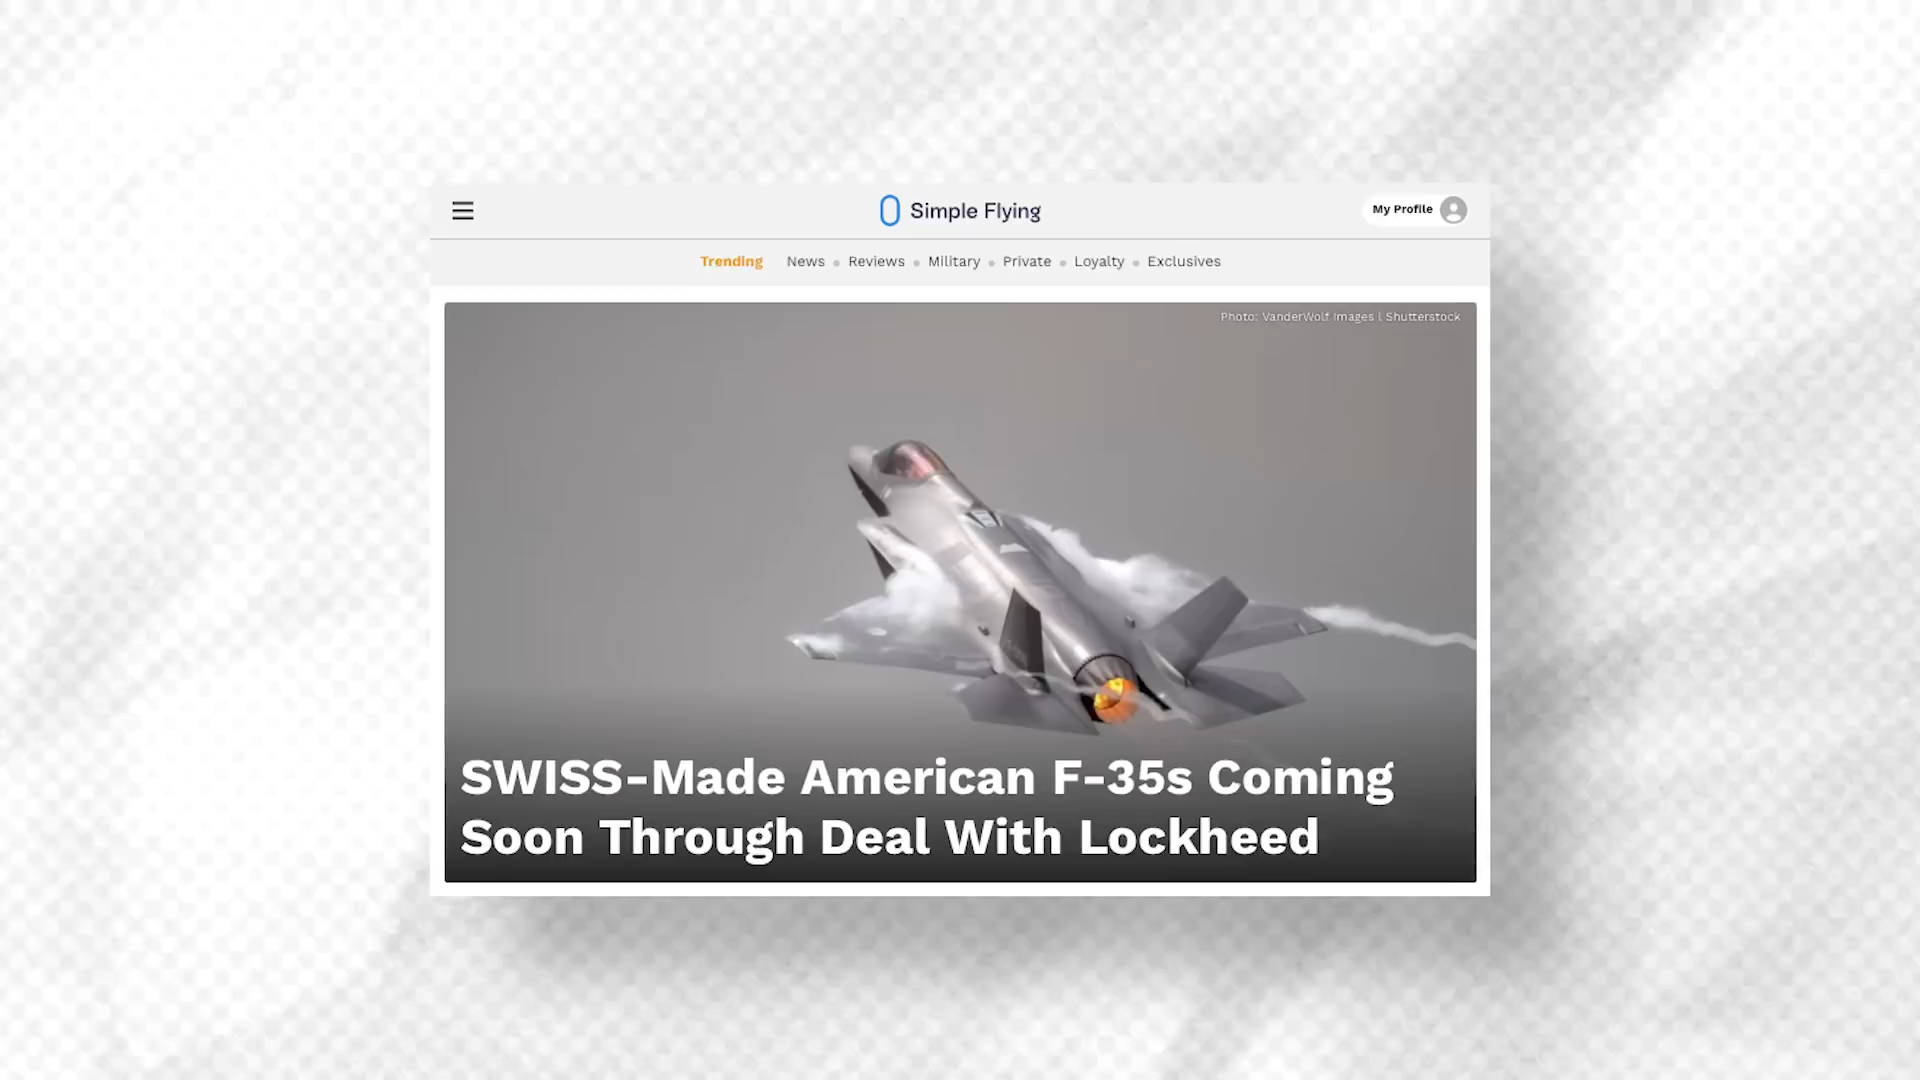 Simple Flying
My Profile
Trending News Reviews Military Private Loyalty Exclusives
Photo: VanderWolf Images l Shutterstock
SWISS-Made American F-35s Coming
Soon Through Deal With Lockheed